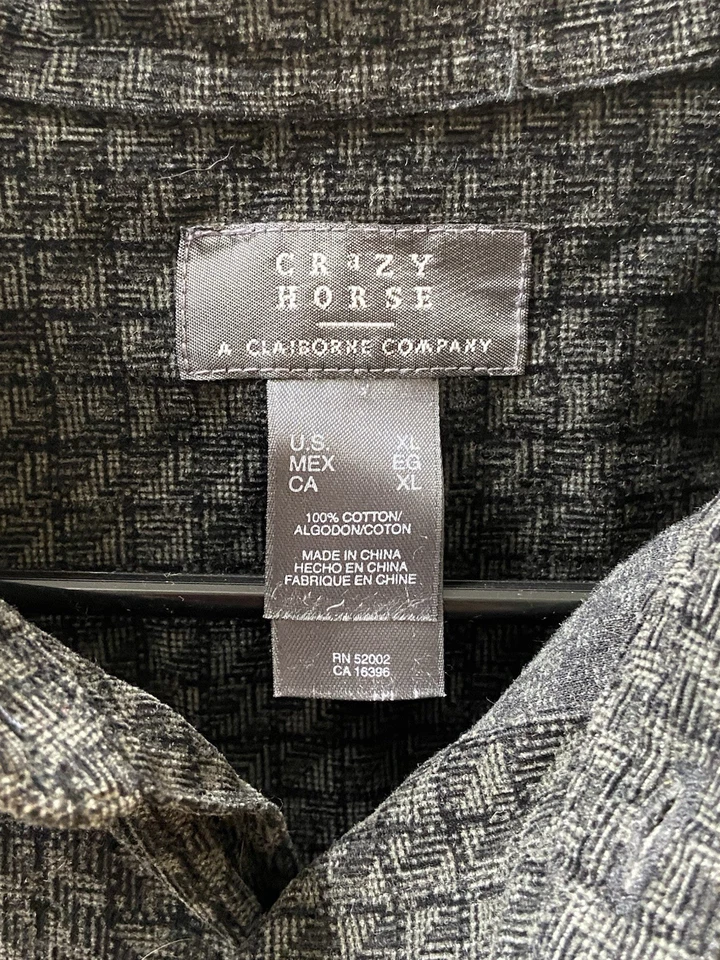 CRaZY
HORSE
A CLAIBORNE COMPANY
U.S. XL
MEX EG
CA XL
100% COTTON/
ALGODON/COTON
MADE IN CHINA
HECHO EN CHINA
FABRIQUE EN CHINE
RN 52002
CA 16396